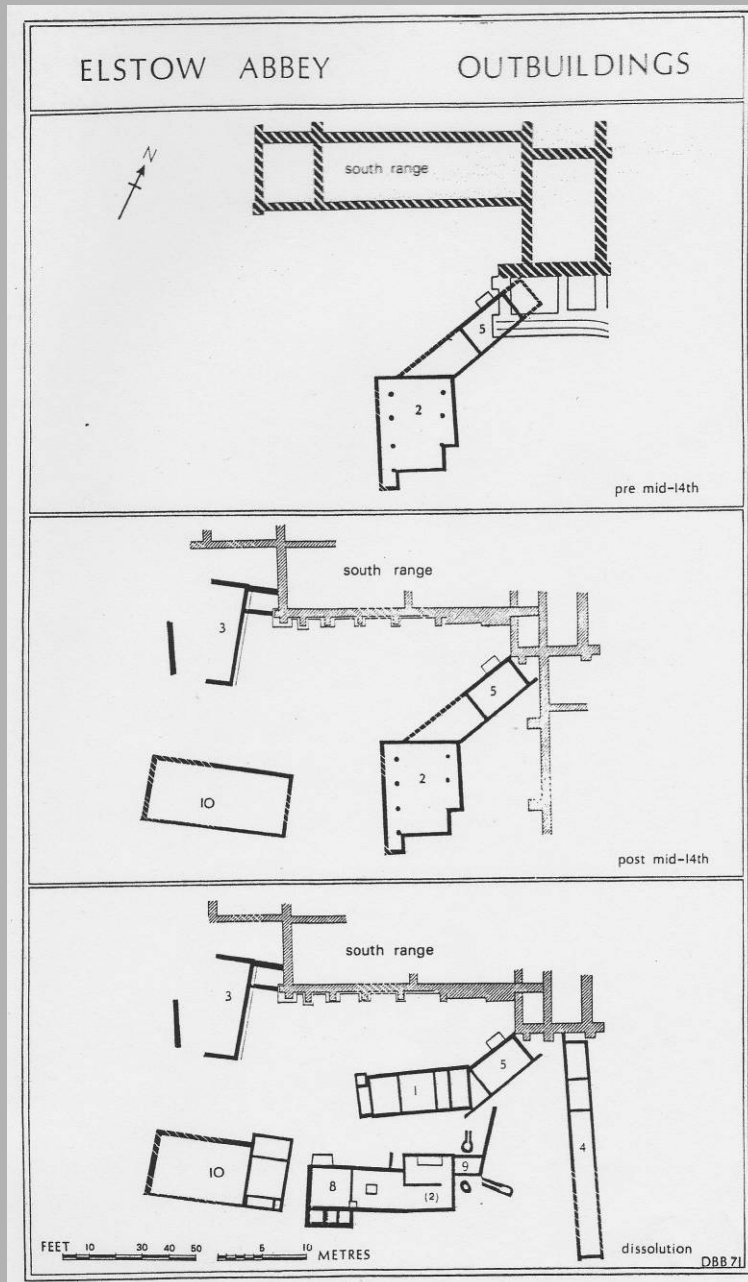 ELSTOW ABBEY OUTBUILDINGS
N
south range
5
2
pre mid-14th
south range
3
5
2
10
post mid-14th
south range
3
5
1
4
10
8
9
(2)
FEET 10 30 40 50 5 10 METRES
dissolution
DBB 71